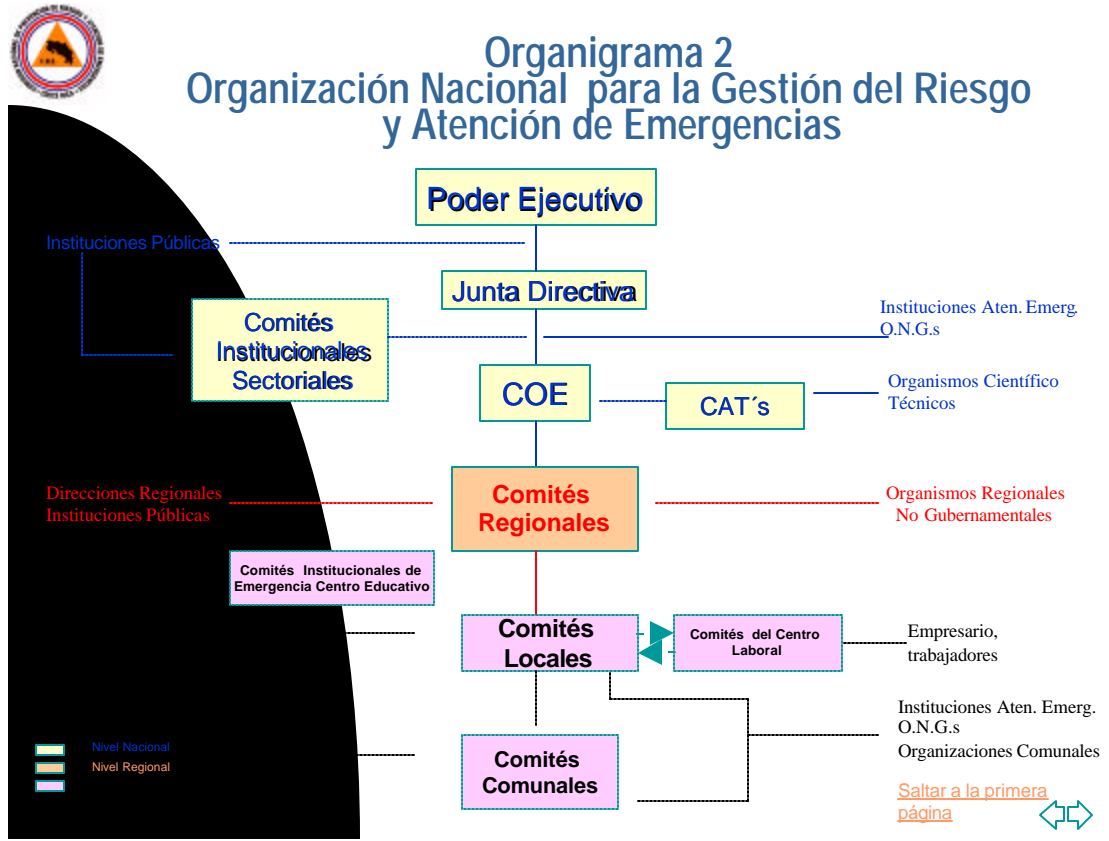 Organigrama 2
Organización Nacional para la Gestión del Riesgo
y Atención de Emergencias
Poder Ejecutivo
Instituciones Públicas
Junta Directiva
Comités
Institucionales
Sectoriales
Instituciones Aten. Emerg.
O.N.G.s
COE
CAT´s
Organismos Científico
Técnicos
Direcciones Regionales
Instituciones Públicas
Comités
Regionales
Organismos Regionales
No Gubernamentales
Comités Institucionales de
Emergencia Centro Educativo
Comités
Locales
Comités del Centro
Laboral
Empresario,
trabajadores
Instituciones Aten. Emerg.
O.N.G.s
Organizaciones Comunales
Nivel Nacional
Nivel Regional
Comités
Comunales
Saltar a la primera
página